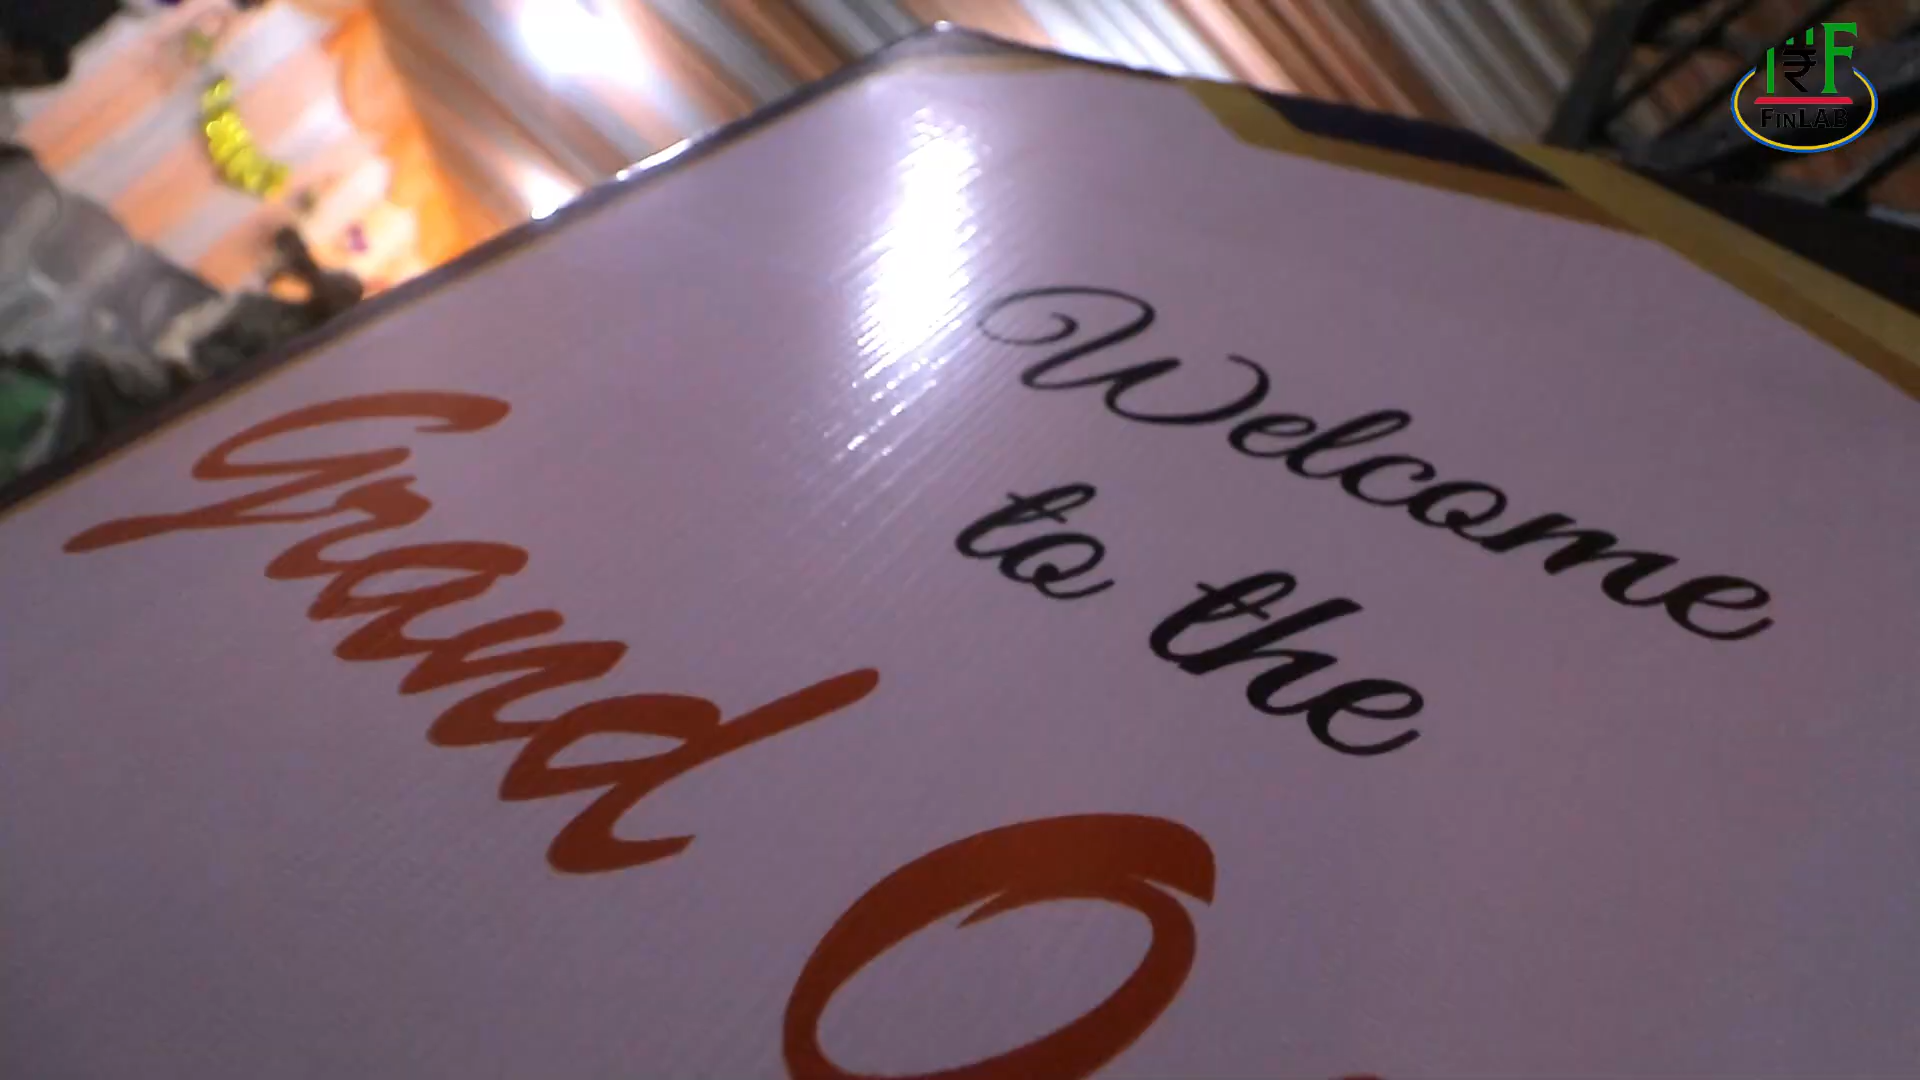 Welcome
to the
Grand O
₹F
FINLAB